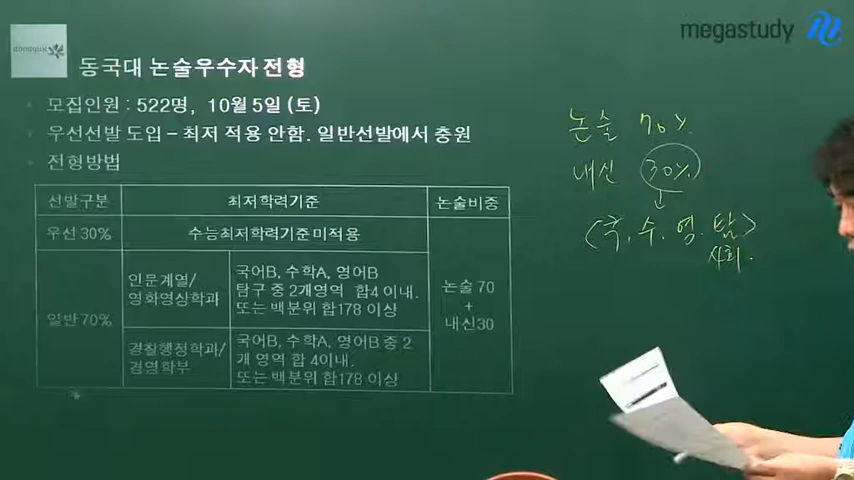 megastudy
dongguk
동국대 논술우수자 전형
모집인원 : 522명, 10월 5일 (토)
우선선발 도입 – 최저 적용 안함. 일반선발에서 충원
전형방법
선발구분 최저학력기준 논술비중
우선 30% 수능최저학력기준미적용
일반 70%
인문계열/
영화영상학과
국어B, 수학A, 영어B
탐구 중 2개영역 합4 이내.
또는 백분위 합178 이상
경찰행정학과/
경영학부
국어B, 수학A, 영어B 중 2
개 영역 합 4이내.
또는 백분위 합178 이상
논술 70
+
내신30
논술 70%.
내신 30%
<국, 수. 영. 탐>
사회.